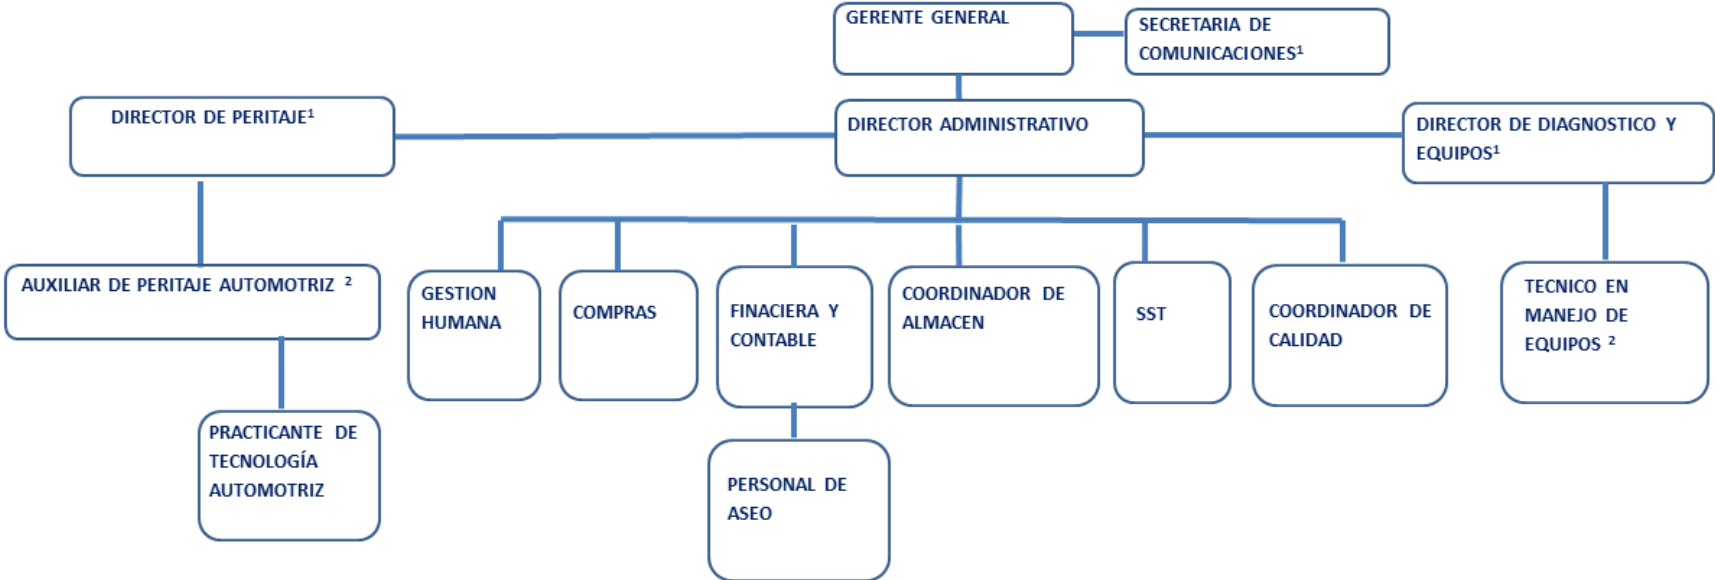 GERENTE GENERAL
SECRETARIA DE
COMUNICACIONES¹
DIRECTOR DE PERITAJE¹
DIRECTOR ADMINISTRATIVO
DIRECTOR DE DIAGNOSTICO Y
EQUIPOS¹
AUXILIAR DE PERITAJE AUTOMOTRIZ ²
GESTION
HUMANA
COMPRAS
FINACIERA Y
CONTABLE
COORDINADOR DE
ALMACEN
SST
COORDINADOR DE
CALIDAD
TECNICO EN
MANEJO DE
EQUIPOS ²
PRACTICANTE DE
TECNOLOGÍA
AUTOMOTRIZ
PERSONAL DE
ASEO